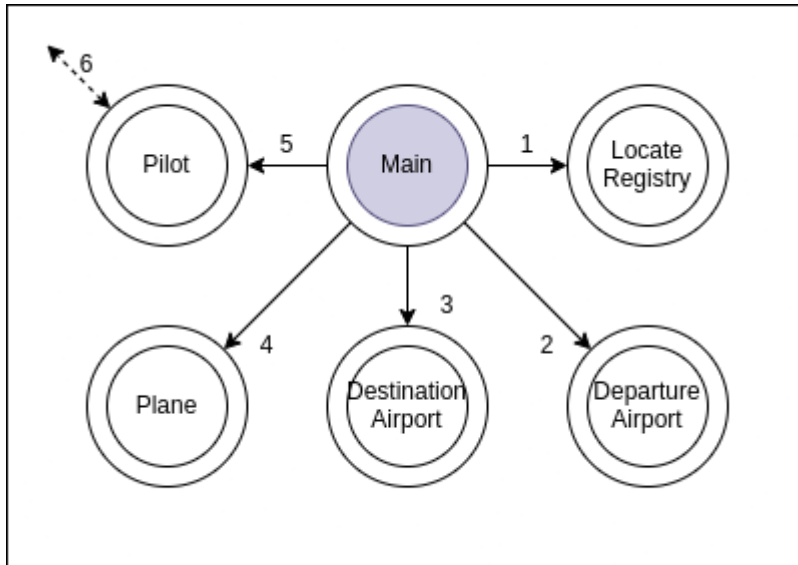 6
Pilot
5
Main
1
Locate
Registry
4
3
2
Plane
Destination
Airport
Departure
Airport